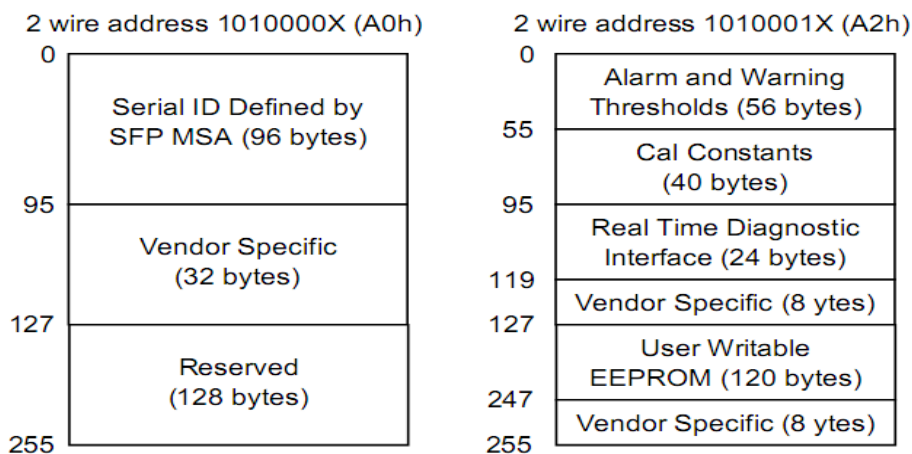 2 wire address 1010000X (A0h)
0
Serial ID Defined by
SFP MSA (96 bytes)
95
Vendor Specific
(32 bytes)
127
Reserved
(128 bytes)
255
2 wire address 1010001X (A2h)
0
Alarm and Warning
Thresholds (56 bytes)
55
Cal Constants
(40 bytes)
95
Real Time Diagnostic
Interface (24 bytes)
119
Vendor Specific (8 ytes)
127
User Writable
EEPROM (120 bytes)
247
Vendor Specific (8 ytes)
255